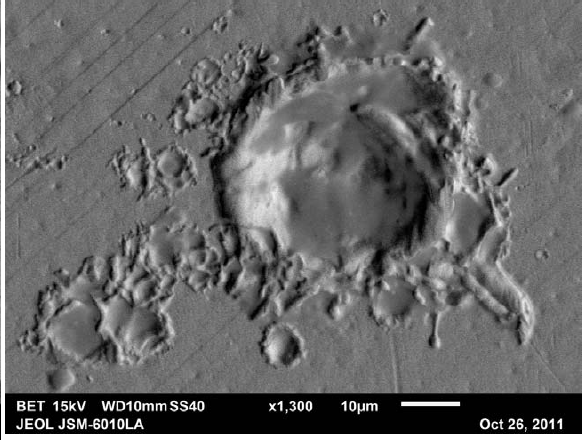 BET 15kV WD10mm SS40 x1,300 10µm
JEOL JSM-6010LA Oct 26, 2011